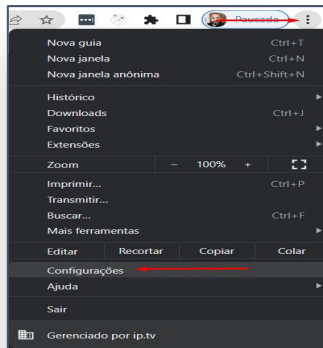 Pausada
Nova guia Ctrl+T
Nova janela Ctrl+N
Nova janela anônima Ctrl+Shift+N
Histórico
Downloads Ctrl+J
Favoritos
Extensões
Zoom - 100% +
Imprimir... Ctrl+P
Transmitir...
Buscar... Ctrl+F
Mais ferramentas
Editar Recortar Copiar Colar
Configurações
Ajuda
Sair
Gerenciado por ip.tv